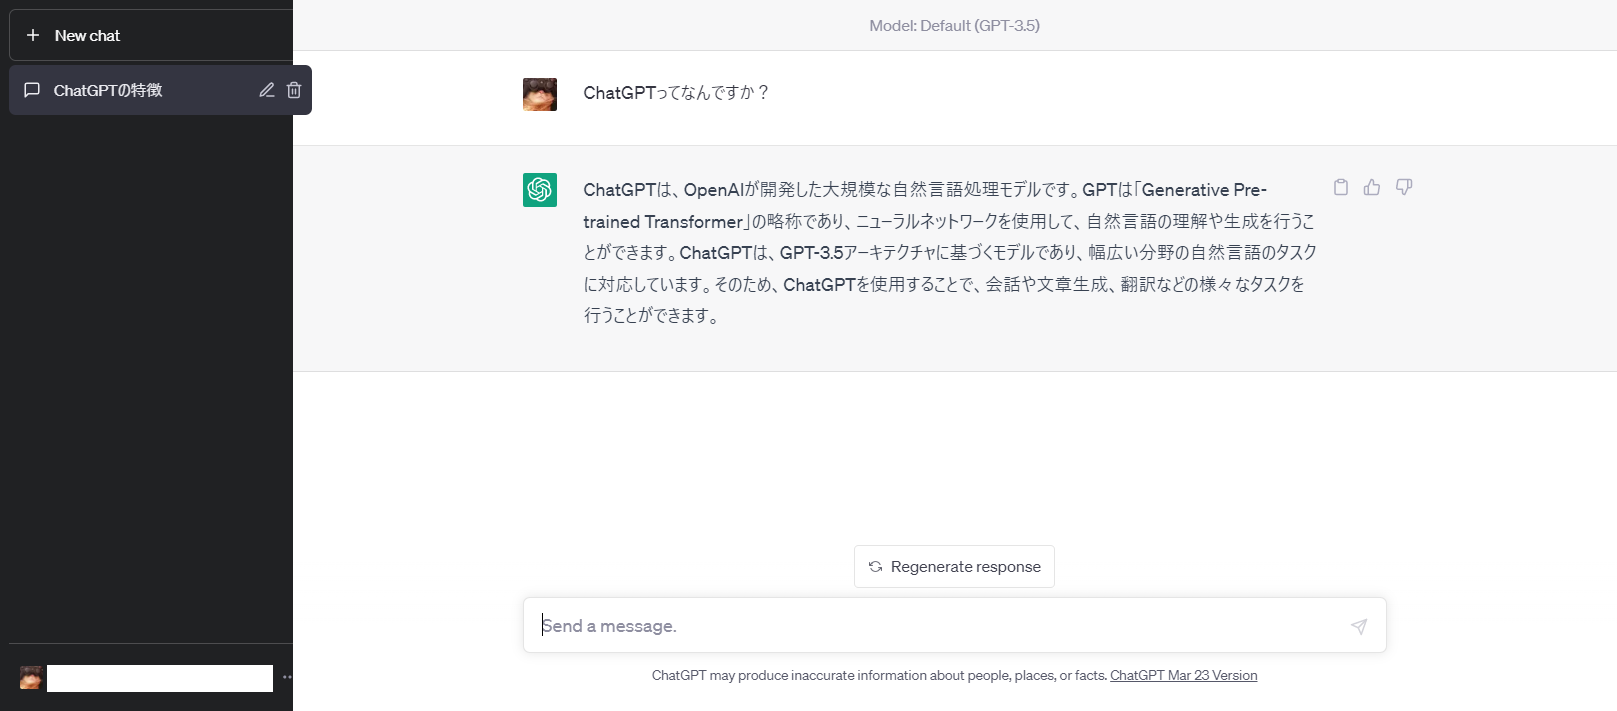 New chat
ChatGPTの特徴
Model: Default (GPT-3.5)
ChatGPTってなんですか？
ChatGPTは、OpenAIが開発した大規模な自然言語処理モデルです。GPTは「Generative Pre-
trained Transformer」の略称であり、ニューラルネットワークを使用して、自然言語の理解や生成を行うこ
とができます。ChatGPTは、GPT-3.5アーキテクチャに基づくモデルであり、幅広い分野の自然言語のタスク
に対応しています。そのため、ChatGPTを使用することで、会話や文章生成、翻訳などの様々なタスクを
行うことができます。
Regenerate response
Send a message.
ChatGPT may produce inaccurate information about people, places, or facts. ChatGPT Mar 23 Version